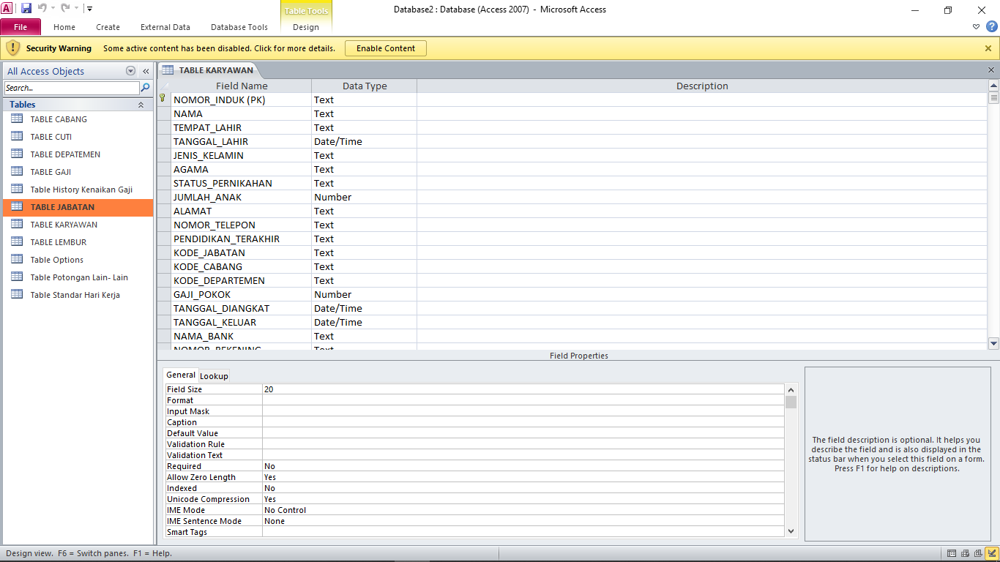 Database2 : Database (Access 2007) - Microsoft Access
Table Tools
File Home Create External Data Database Tools Design
Security Warning Some active content has been disabled. Click for more details. Enable Content
All Access Objects
Search...
Tables
TABLE CABANG
TABLE CUTI
TABLE DEPATEMEN
TABLE GAJI
Table History Kenaikan Gaji
TABLE JABATAN
TABLE KARYAWAN
TABLE LEMBUR
Table Options
Table Potongan Lain- Lain
Table Standar Hari Kerja
TABLE KARYAWAN
Field Name Data Type Description
NOMOR_INDUK (PK) Text
NAMA Text
TEMPAT_LAHIR Text
TANGGAL_LAHIR Date/Time
JENIS_KELAMIN Text
AGAMA Text
STATUS_PERNIKAHAN Text
JUMLAH_ANAK Number
ALAMAT Text
NOMOR_TELEPON Text
PENDIDIKAN_TERAKHIR Text
KODE_JABATAN Text
KODE_CABANG Text
KODE_DEPARTEMEN Text
GAJI_POKOK Number
TANGGAL_DIANGKAT Date/Time
TANGGAL_KELUAR Date/Time
NAMA_BANK Text
NOMOR_REKENING Text
Field Properties
General Lookup
Field Size 20
Format
Input Mask
Caption
Default Value
Validation Rule
Validation Text
Required No
Allow Zero Length Yes
Indexed No
Unicode Compression Yes
IME Mode No Control
IME Sentence Mode None
Smart Tags
The field description is optional. It helps you
describe the field and is also displayed in the
status bar when you select this field on a form.
Press F1 for help on descriptions.
Design view. F6 = Switch panes. F1 = Help.